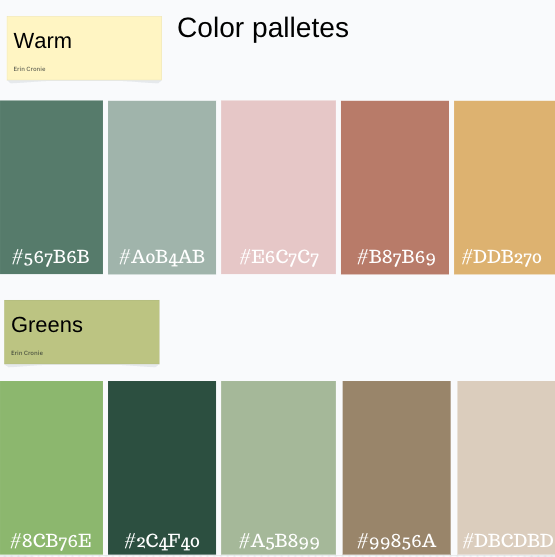 Color palletes
Warm
Erin Cronie
#567B6B #A0B4AB #E6C7C7 #B87B69 #DDB270
Greens
Erin Cronie
#8CB76E #2C4F40 #A5B899 #99856A #DBCDBD